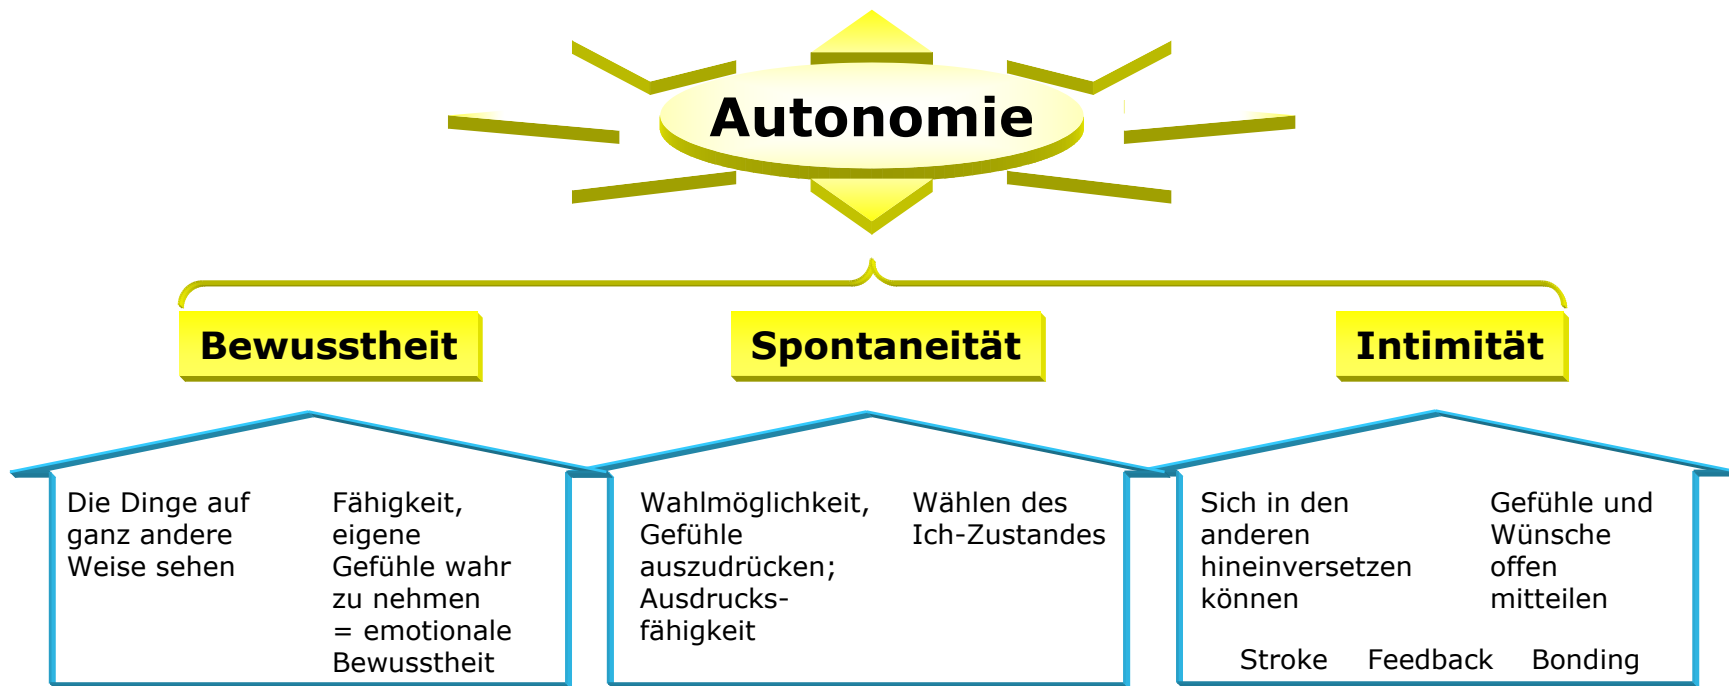 Autonomie
Bewusstheit
Spontaneität
Intimität
Die Dinge auf
ganz andere
Weise sehen
Fähigkeit,
eigene
Gefühle wahr
zu nehmen
= emotionale
Bewusstheit
Wahlmöglichkeit,
Gefühle
auszudrücken;
Ausdrucks-
fähigkeit
Wählen des
Ich-Zustandes
Sich in den
anderen
hineinversetzen
können
Gefühle und
Wünsche
offen
mitteilen
Stroke Feedback Bonding